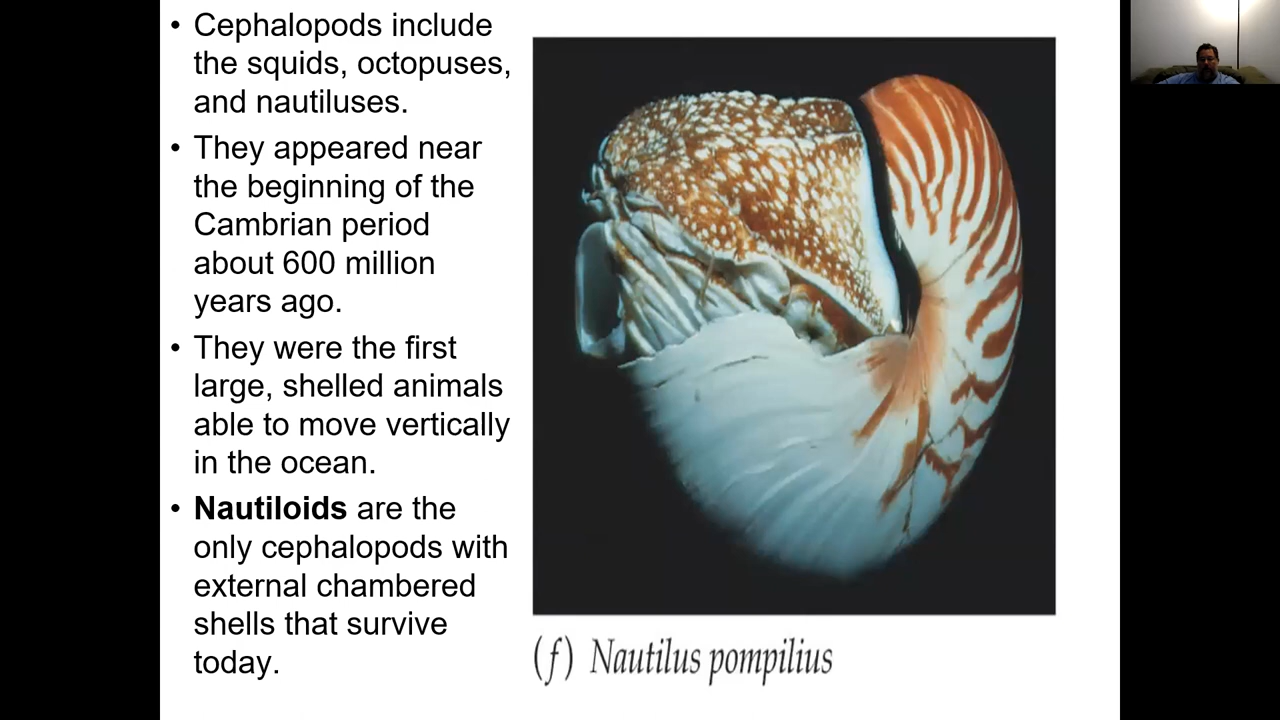 • Cephalopods include
the squids, octopuses,
and nautiluses.
• They appeared near
the beginning of the
Cambrian period
about 600 million
years ago.
• They were the first
large, shelled animals
able to move vertically
in the ocean.
• Nautiloids are the
only cephalopods with
external chambered
shells that survive
today.
(f) Nautilus pompilius